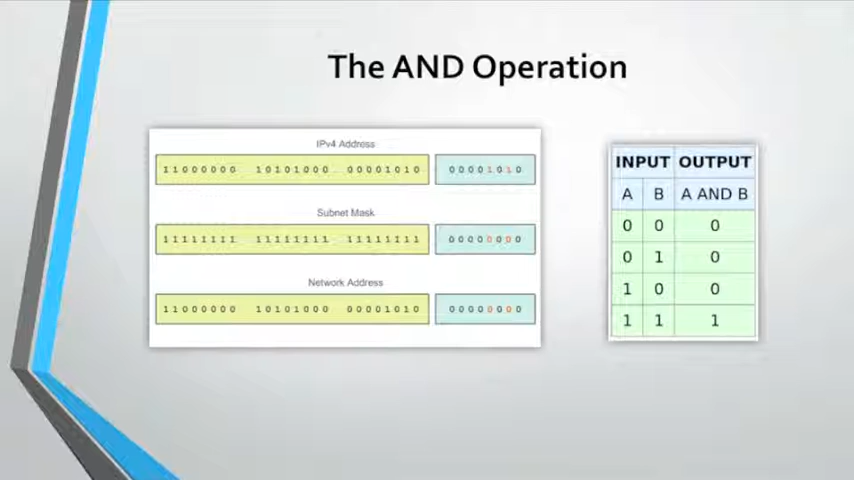 The AND Operation
IPv4 Address
11000000 10101000 00001010 00001010
Subnet Mask
11111111 11111111 11111111 00000000
Network Address
11000000 10101000 00001010 00000000
INPUT OUTPUT
A B A AND B
0 0 0
0 1 0
1 0 0
1 1 1